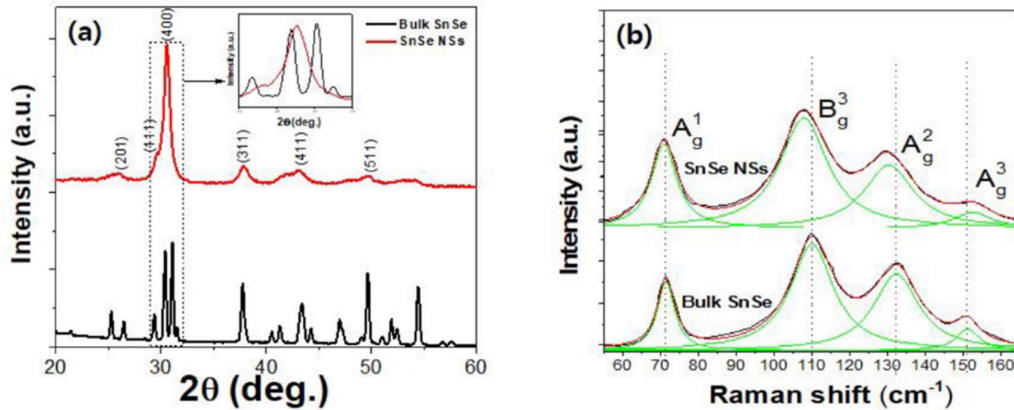 (a)
Bulk SnSe
SnSe NSs
Intensity (a.u.)
2Θ(deg.)
(201)
(111)
(400)
(311)
(411)
(511)
Intensity (a.u.)
20 30 40 50 60
2θ (deg.)
(b)
A1g
B3g
A2g
A3g
SnSe NSs
Bulk SnSe
Intensity (a.u)
60 70 80 90 100 110 120 130 140 150 160
Raman shift (cm-1)